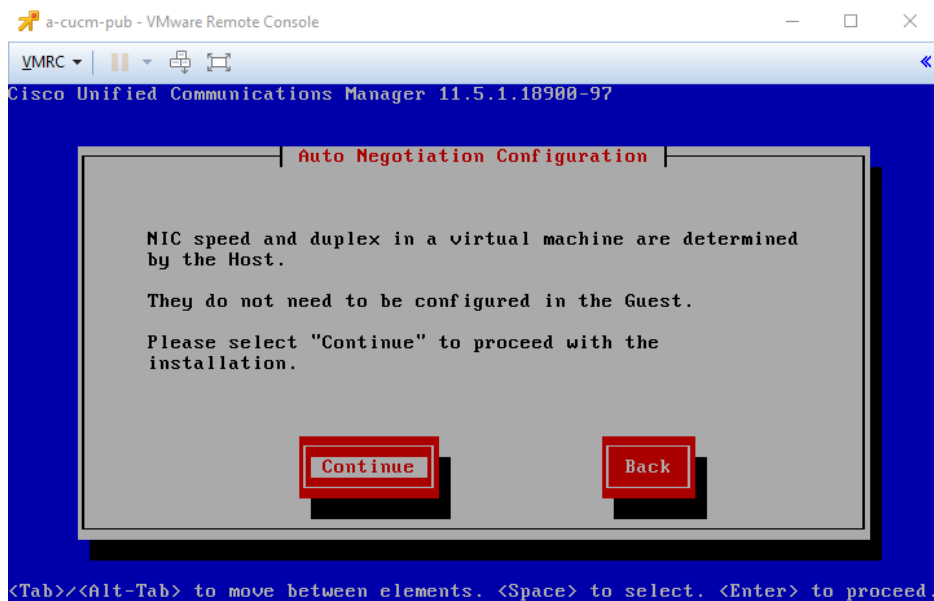 a-cucm-pub - VMware Remote Console
VMRC
Cisco Unified Communications Manager 11.5.1.18900-97
Auto Negotiation Configuration
NIC speed and duplex in a virtual machine are determined
by the Host.
They do not need to be configured in the Guest.
Please select "Continue" to proceed with the
installation.
Continue Back
<Tab>/<Alt-Tab> to move between elements. <Space> to select. <Enter> to proceed.